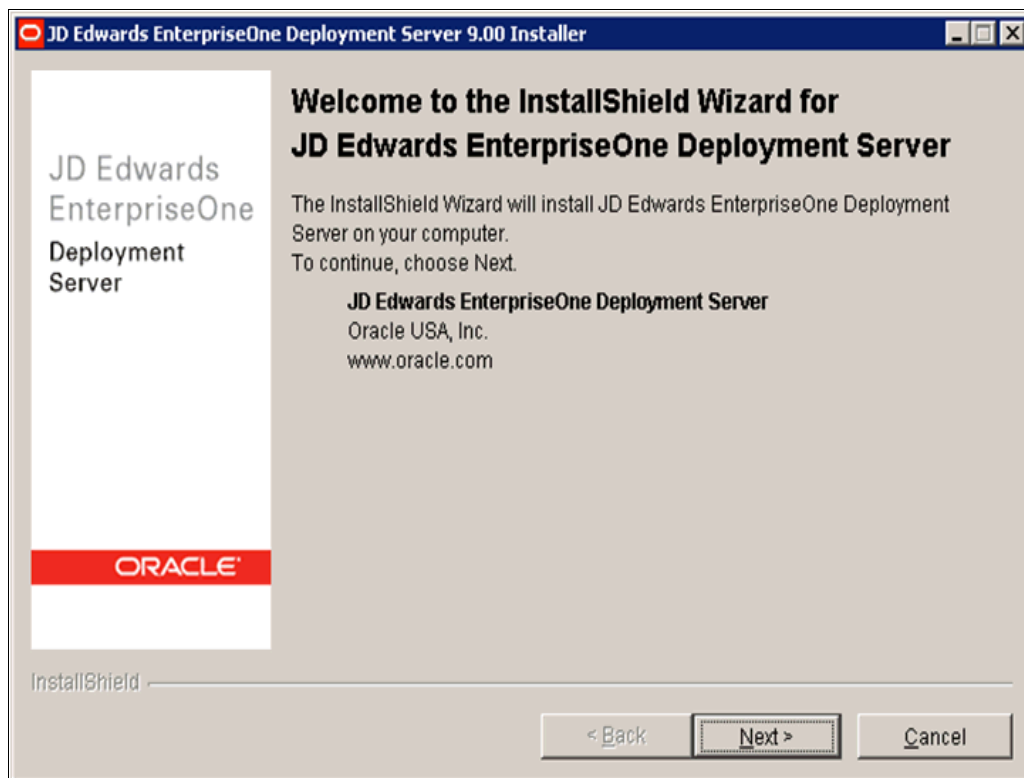 JD Edwards EnterpriseOne Deployment Server 9.00 Installer
JD Edwards
EnterpriseOne
Deployment
Server
ORACLE
Welcome to the InstallShield Wizard for
JD Edwards EnterpriseOne Deployment Server
The InstallShield Wizard will install JD Edwards EnterpriseOne Deployment
Server on your computer.
To continue, choose Next.
JD Edwards EnterpriseOne Deployment Server
Oracle USA, Inc.
www.oracle.com
InstallShield
< Back
Next >
Cancel